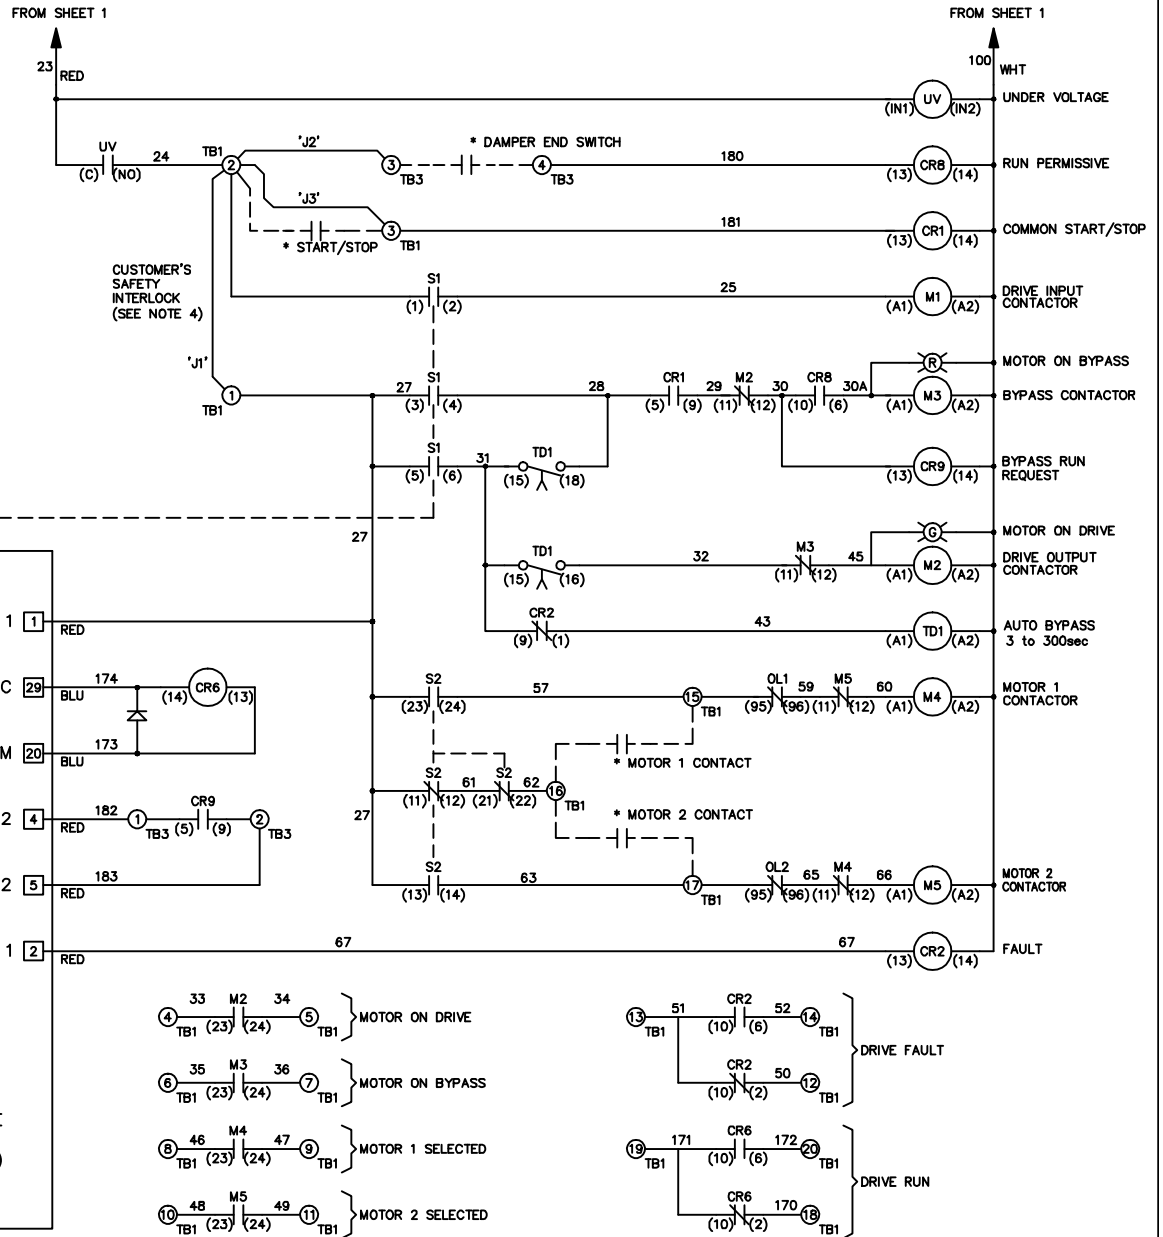 FROM SHEET 1 FROM SHEET 1
23 RED 100 WHT
(IN1) UV (IN2) UNDER VOLTAGE
UV (C) (NO) 24 TB1 2 'J2' 3 TB3 * DAMPER END SWITCH 4 TB3 180 (13) CR8 (14) RUN PERMISSIVE
'J3' * START/STOP 3 TB1 181 (13) CR1 (14) COMMON START/STOP
CUSTOMER'S
SAFETY
INTERLOCK
(SEE NOTE 4)
S1 (1) (2) 25 (A1) M1 (A2) DRIVE INPUT
CONTACTOR
R MOTOR ON BYPASS
'J1' TB1 1 27 S1 (3) (4) 28 CR1 (5) (9) 29 M2 (11) (12) 30 CR8 (10) (6) 30A (A1) M3 (A2) BYPASS CONTACTOR
S1 (5) (6) 31 TD1 (15) (18) (13) CR9 (14) BYPASS RUN
REQUEST
27
G MOTOR ON DRIVE
TD1 (15) (16) 32 M3 (11) (12) 45 (A1) M2 (A2) DRIVE OUTPUT
CONTACTOR
1 1 RED CR2 (9) (1) 43 (A1) TD1 (A2) AUTO BYPASS
3 to 300sec
C 29 BLU 174 (14) CR6 (13) S2 (23) (24) 57 15 TB1 OL1 (95) (96) 59 M5 (11) (12) 60 (A1) M4 (A2) MOTOR 1
CONTACTOR
M 20 BLU 173
* MOTOR 1 CONTACT
S2 (11) (12) 61 S2 (21) (22) 62 16 TB1
27
* MOTOR 2 CONTACT
2 4 RED 182 1 TB3 CR9 (5) (9) 2 TB3
2 5 RED 183 S2 (13) (14) 63 17 TB1 OL2 (95) (96) 65 M4 (11) (12) 66 (A1) M5 (A2) MOTOR 2
CONTACTOR
1 2 RED 67 67 (13) CR2 (14) FAULT
4 TB1 33 M2 (23) (24) 34 5 TB1 MOTOR ON DRIVE
6 TB1 35 M3 (23) (24) 36 7 TB1 MOTOR ON BYPASS
8 TB1 46 M4 (23) (24) 47 9 TB1 MOTOR 1 SELECTED
10 TB1 48 M5 (23) (24) 49 11 TB1 MOTOR 2 SELECTED
13 TB1 51 CR2 (10) (6) 52 14 TB1
DRIVE FAULT
CR2 (10) (2) 50 12 TB1
19 TB1 171 CR6 (10) (6) 172 20 TB1
DRIVE RUN
CR6 (10) (2) 170 18 TB1